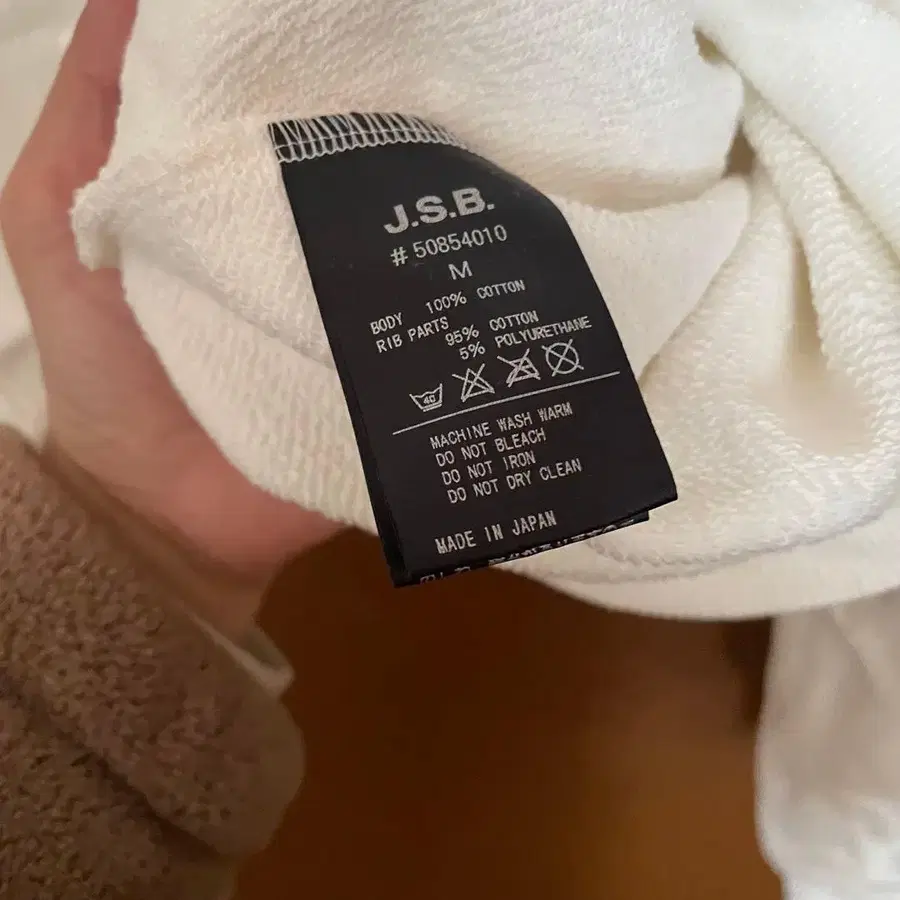 J.S.B.
# 50854010
M
BODY 100% COTTON
RIB PARTS 95% COTTON
5% POLYURETHANE
40
MACHINE WASH WARM
DO NOT BLEACH
DO NOT IRON
DO NOT DRY CLEAN
MADE IN JAPAN